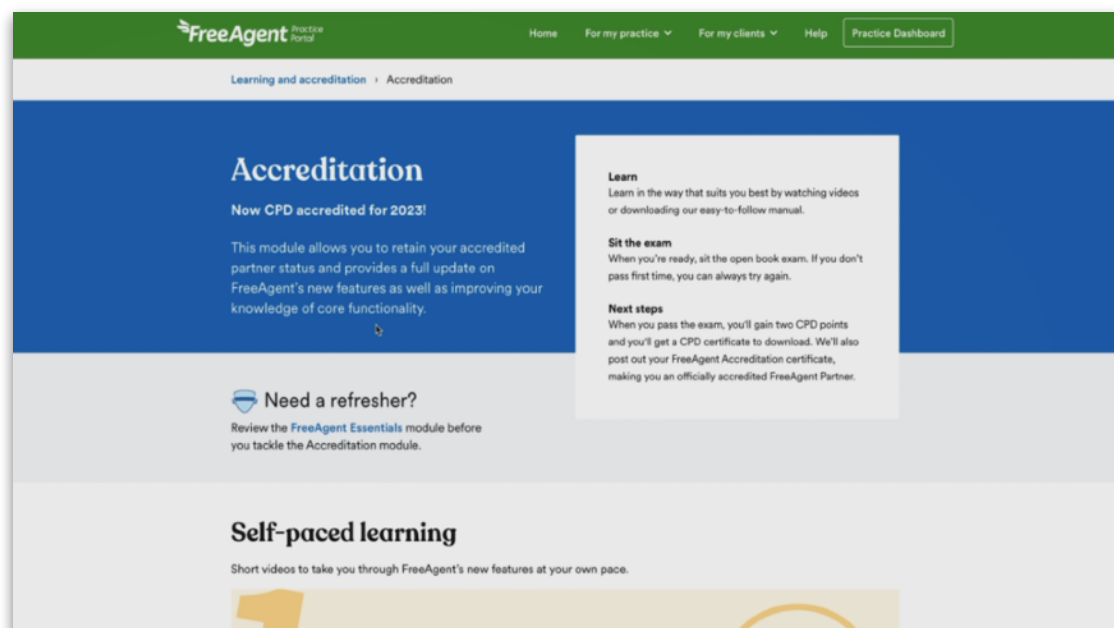 FreeAgent Practice Portal
Home For my practice For my clients Help Practice Dashboard
Learning and accreditation › Accreditation
Accreditation
Now CPD accredited for 2023!
This module allows you to retain your accredited
partner status and provides a full update on
FreeAgent's new features as well as improving your
knowledge of core functionality.
Learn
Learn in the way that suits you best by watching videos
or downloading our easy-to-follow manual.
Sit the exam
When you're ready, sit the open book exam. If you don't
pass first time, you can always try again.
Next steps
When you pass the exam, you'll gain two CPD points
and you'll get a CPD certificate to download. We'll also
post out your FreeAgent Accreditation certificate,
making you an officially accredited FreeAgent Partner.
Need a refresher?
Review the FreeAgent Essentials module before
you tackle the Accreditation module.
Self-paced learning
Short videos to take you through FreeAgent's new features at your own pace.
1